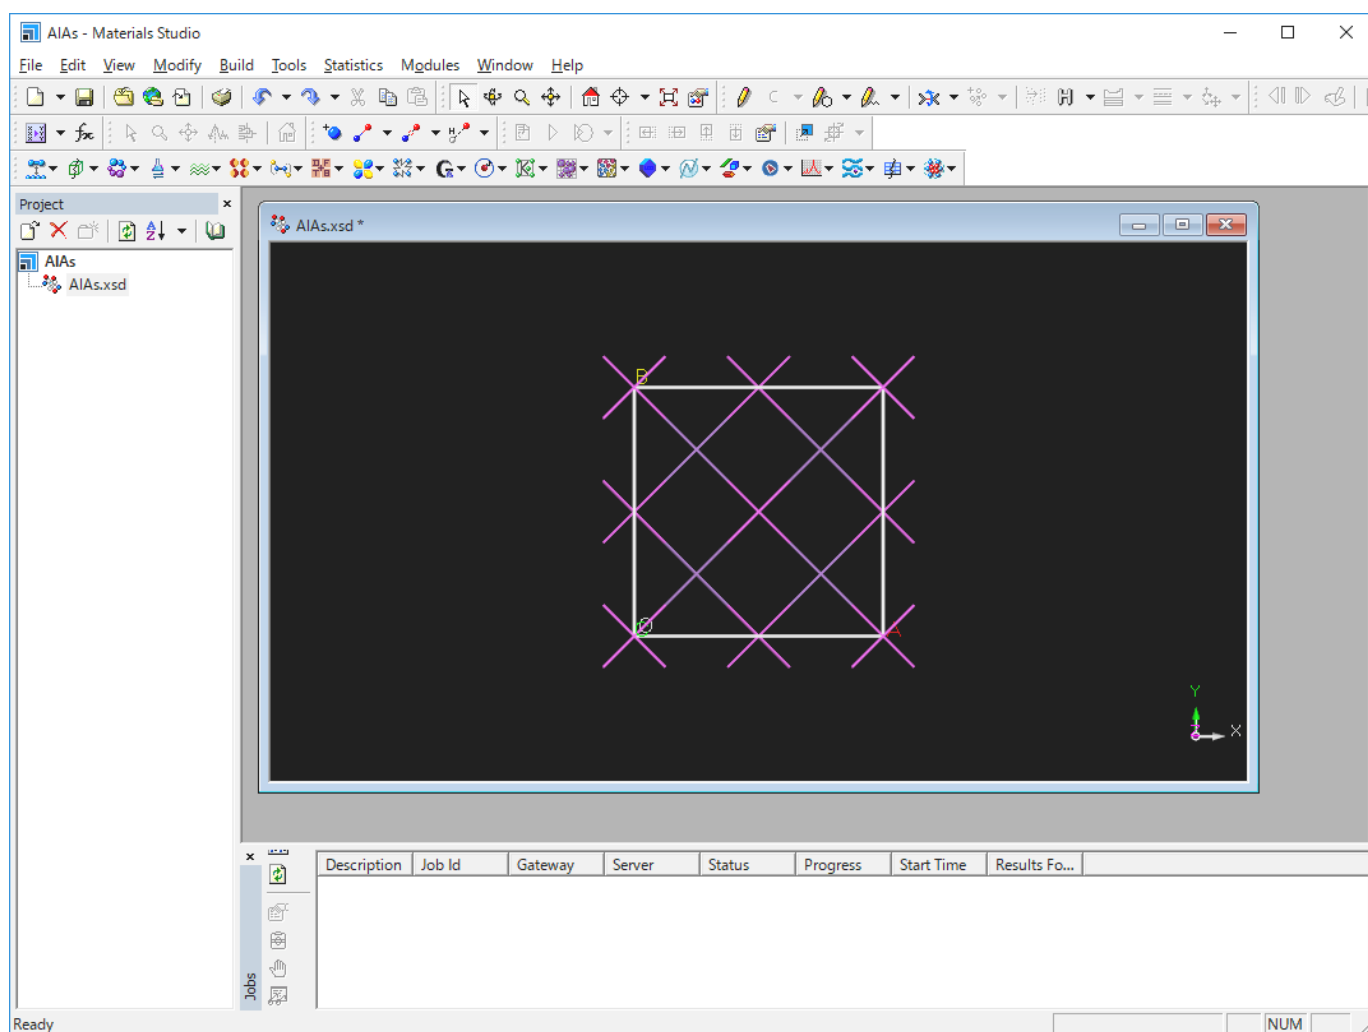 AlAs - Materials Studio
File Edit View Modify Build Tools Statistics Modules Window Help
Project
AlAs
AlAs.xsd
AlAs.xsd *
B
O
A
Y
X
Description Job Id Gateway Server Status Progress Start Time Results Fo...
Jobs
Ready
NUM